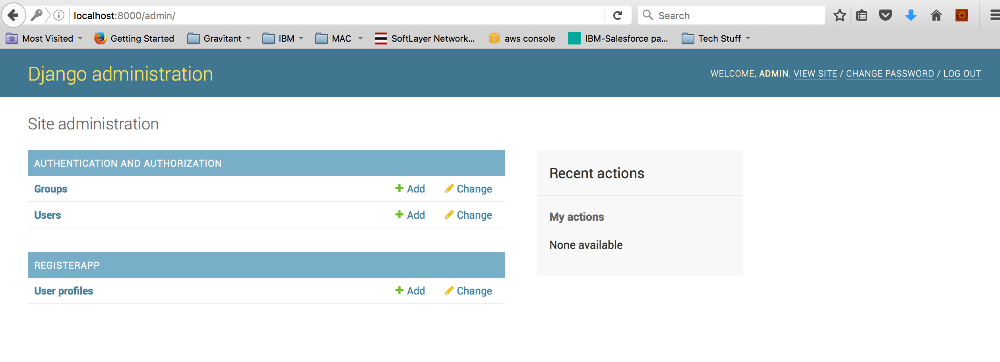 localhost:8000/admin/
Search
Most Visited Getting Started Gravitant IBM MAC SoftLayer Network... aws console IBM-Salesforce pa... Tech Stuff
Django administration
WELCOME, ADMIN. VIEW SITE / CHANGE PASSWORD / LOG OUT
Site administration
AUTHENTICATION AND AUTHORIZATION
Groups Add Change
Users Add Change
REGISTERAPP
User profiles Add Change
Recent actions
My actions
None available